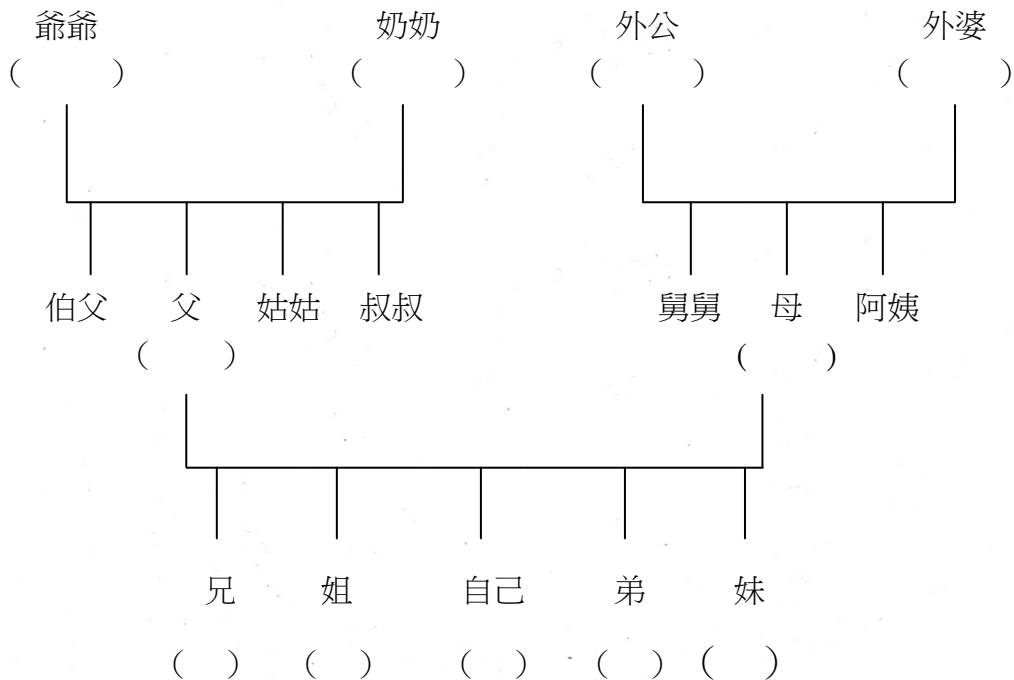 爺爺 奶奶 外公 外婆
( ) ( ) ( ) ( )
伯父 父 姑姑 叔叔 舅舅 母 阿姨
( ) ( )
兄 姐 自己 弟 妹
( ) ( ) ( ) ( ) ( )